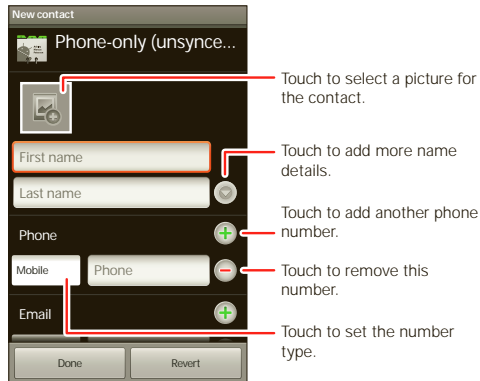 New contact
Phone-only (unsynce...
Touch to select a picture for
the contact.
First name
Touch to add more name
details.
Last name
Touch to add another phone
number.
Phone
Mobile
Phone
Touch to remove this
number.
Email
Touch to set the number
type.
Done
Revert